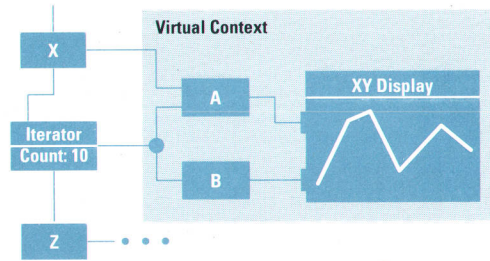 Virtual Context
X
A
XY Display
Iterator
Count: 10
B
Z